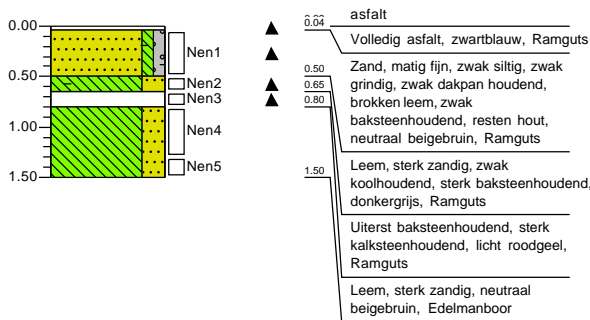 0.00
0.50
1.00
1.50
Nen1
Nen2
Nen3
Nen4
Nen5
asfalt
0.04
Volledig asfalt, zwartblauw, Ramguts
0.50
Zand, matig fijn, zwak siltig, zwak
grindig, zwak dakpan houdend,
brokken leem, zwak
baksteenhoudend, resten hout,
neutraal beigebruin, Ramguts
0.65
Leem, sterk zandig, zwak
koolhoudend, sterk baksteenhoudend,
donkergrijs, Ramguts
0.80
Uiterst baksteenhoudend, sterk
kalksteenhoudend, licht roodgeel,
Ramguts
1.50
Leem, sterk zandig, neutraal
beigebruin, Edelmanboor